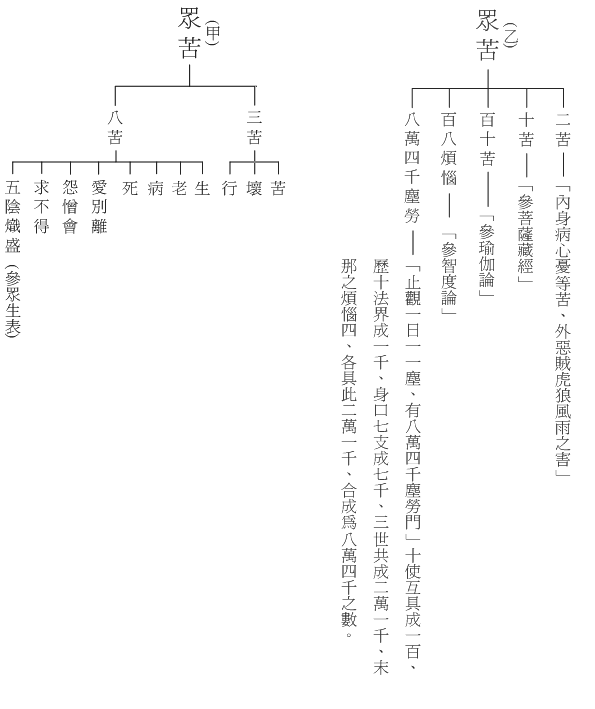 眾苦(乙)
二苦—「內身病心憂等苦、外惡賊虎狼風雨之害」
十苦—「參菩薩藏經」
百十苦—「參瑜伽論」
百八煩惱—「參智度論」
八萬四千塵勞—「止觀一日一一塵、有八萬四千塵勞門」十使互具成一百、
歷十法界成一千、身口七支成七千、三世共成二萬一千、末
那之煩惱四、各具此二萬一千、合成爲八萬四千之數。
眾苦(甲)
三苦
苦
壞
行
八苦
生
老
病
死
愛別離
怨憎會
求不得
五陰熾盛(參眾生表)